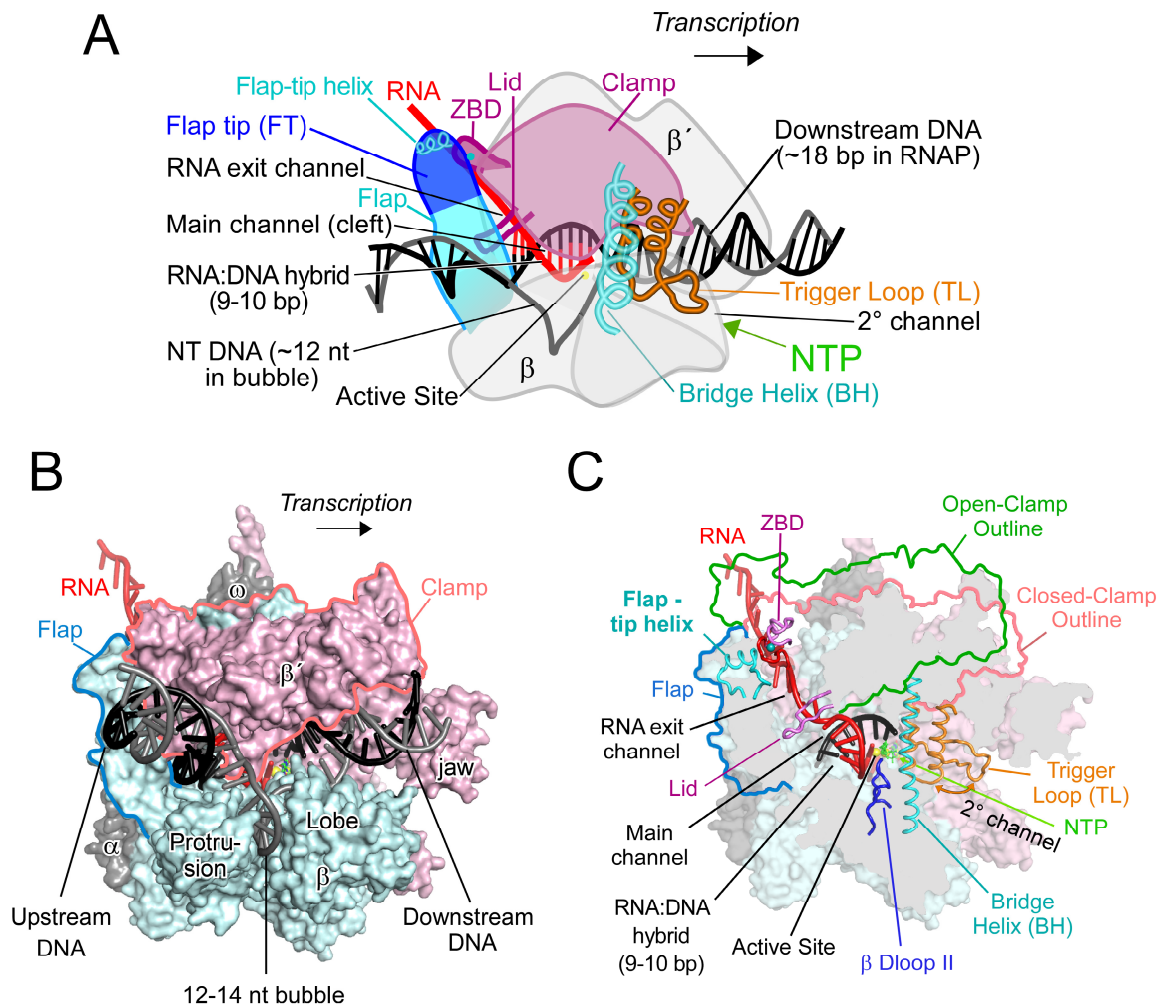 A
Transcription
Flap-tip helix
RNA
Lid
ZBD
Clamp
Flap tip (FT)
β´
Downstream DNA
(~18 bp in RNAP)
RNA exit channel
Flap
Main channel (cleft)
RNA:DNA hybrid
(9-10 bp)
Trigger Loop (TL)
2° channel
NT DNA (~12 nt
in bubble)
NTP
β
Active Site
Bridge Helix (BH)
B
Transcription
RNA
ω
Clamp
Flap
β´
jaw
Protru-
sion
Lobe
α
β
Upstream
DNA
Downstream
DNA
12-14 nt bubble
C
Open-Clamp
Outline
ZBD
RNA
Closed-Clamp
Outline
Flap -
tip helix
Flap
RNA exit
channel
Lid
Trigger
Loop (TL)
2° channel
NTP
Main
channel
Bridge
Helix (BH)
RNA:DNA
hybrid
(9-10 bp)
Active Site
β Dloop II